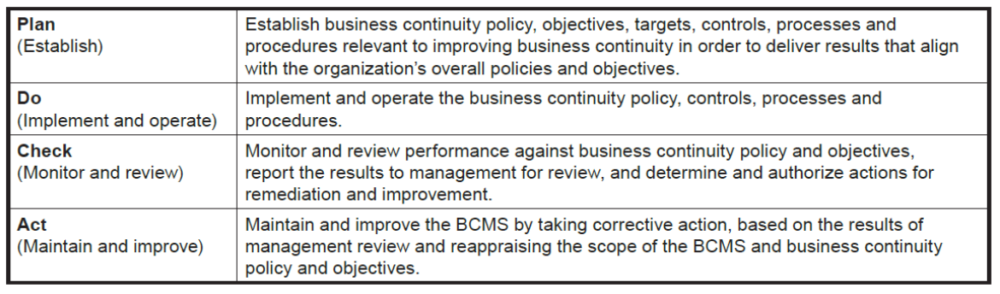 Plan
(Establish)
Establish business continuity policy, objectives, targets, controls, processes and
procedures relevant to improving business continuity in order to deliver results that align
with the organization's overall policies and objectives.
Do
(Implement and operate)
Implement and operate the business continuity policy, controls, processes and
procedures.
Check
(Monitor and review)
Monitor and review performance against business continuity policy and objectives,
report the results to management for review, and determine and authorize actions for
remediation and improvement.
Act
(Maintain and improve)
Maintain and improve the BCMS by taking corrective action, based on the results of
management review and reappraising the scope of the BCMS and business continuity
policy and objectives.